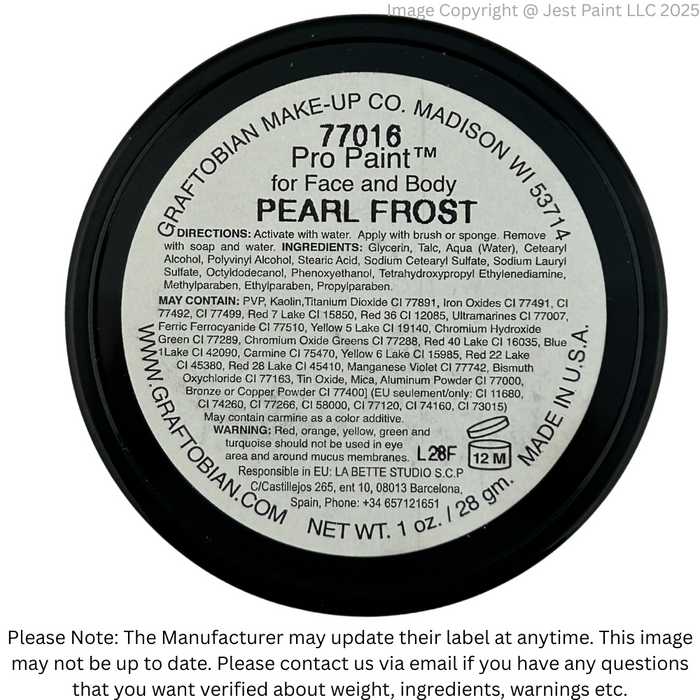 Image Copyright @ Jest Paint LLC 2025
GRAFTOBIAN MAKE-UP CO. MADISON WI 53714
77016
Pro Paint™
for Face and Body
PEARL FROST
DIRECTIONS: Activate with water. Apply with brush or sponge. Remove
with soap and water. INGREDIENTS: Glycerin, Talc, Aqua (Water), Cetearyl
Alcohol, Polyvinyl Alcohol, Stearic Acid, Sodium Cetearyl Sulfate, Sodium Lauryl
Sulfate, Octyldodecanol, Phenoxyethanol, Tetrahydroxypropyl Ethylenediamine,
Methylparaben, Ethylparaben, Propylparaben.
MAY CONTAIN: PVP, Kaolin,Titanium Dioxide CI 77891, Iron Oxides CI 77491, CI
77492, CI 77499, Red 7 Lake CI 15850, Red 36 CI 12085, Ultramarines CI 77007,
Ferric Ferrocyanide CI 77510, Yellow 5 Lake CI 19140, Chromium Hydroxide
Green CI 77289, Chromium Oxide Greens CI 77288, Red 40 Lake CI 16035, Blue
1Lake CI 42090, Carmine CI 75470, Yellow 6 Lake CI 15985, Red 22 Lake
CI 45380, Red 28 Lake CI 45410, Manganese Violet CI 77742, Bismuth
Oxychloride CI 77163, Tin Oxide, Mica, Aluminum Powder CI 77000,
Bronze or Copper Powder CI 77400] (EU seulement/only: CI 11680,
CI 74260, CI 77266, CI 58000, CI 77120, CI 74160, CI 73015)
May contain carmine as a color additive.
WARNING: Red, orange, yellow, green and
turquoise should not be used in eye
area and around mucus membranes.
L28F
12 M
Responsible in EU: LA BETTE STUDIO S.C.P
C/Castillejos 265, ent 10, 08013 Barcelona,
Spain, Phone: +34 657121651
WWW.GRAFTOBIAN.COM
NET WT. 1 oz. / 28 gm.
MADE IN U.S.A.
Please Note: The Manufacturer may update their label at anytime. This image
may not be up to date. Please contact us via email if you have any questions
that you want verified about weight, ingredients, warnings etc.